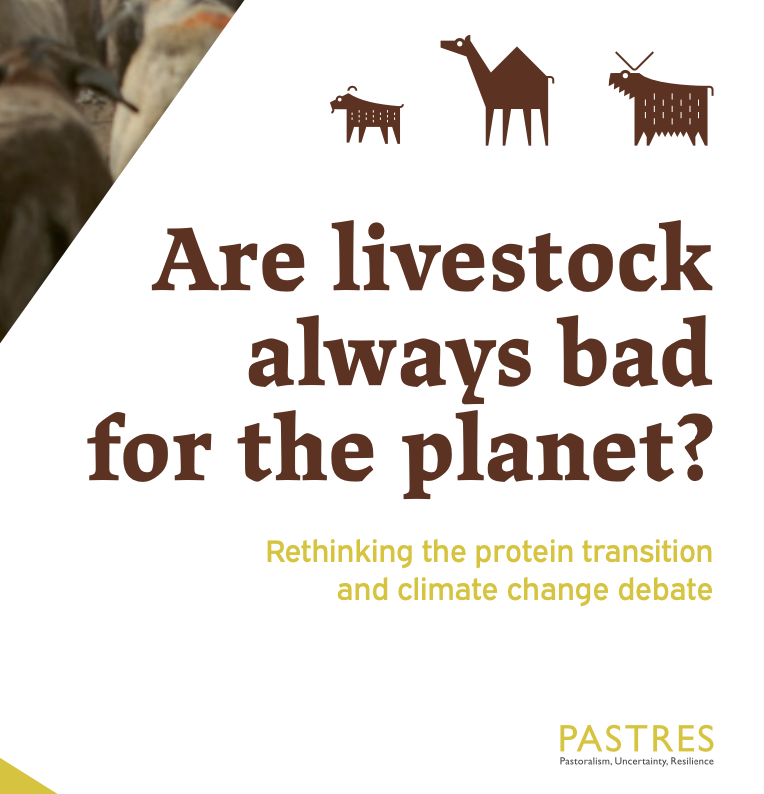 Are livestock
always bad
for the planet?
Rethinking the protein transition
and climate change debate
PASTRES
Pastoralism, Uncertainty, Resilience